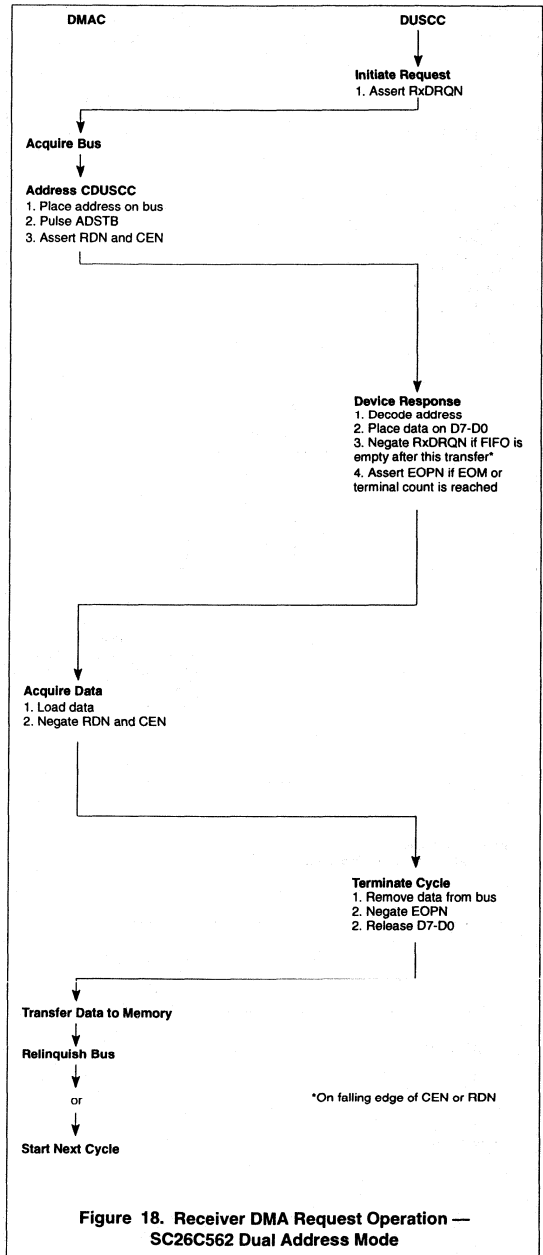 DMAC
DUSCC
Initiate Request
1. Assert RxDRQN
Acquire Bus
Address CDUSCC
1. Place address on bus
2. Pulse ADSTB
3. Assert RDN and CEN
Device Response
1. Decode address
2. Place data on D7-D0
3. Negate RxDRQN if FIFO is
empty after this transfer*
4. Assert EOPN if EOM or
terminal count is reached
Acquire Data
1. Load data
2. Negate RDN and CEN
Terminate Cycle
1. Remove data from bus
2. Negate EOPN
2. Release D7-D0
Transfer Data to Memory
Relinquish Bus
or
*On falling edge of CEN or RDN
Start Next Cycle
Figure 18. Receiver DMA Request Operation —
SC26C562 Dual Address Mode